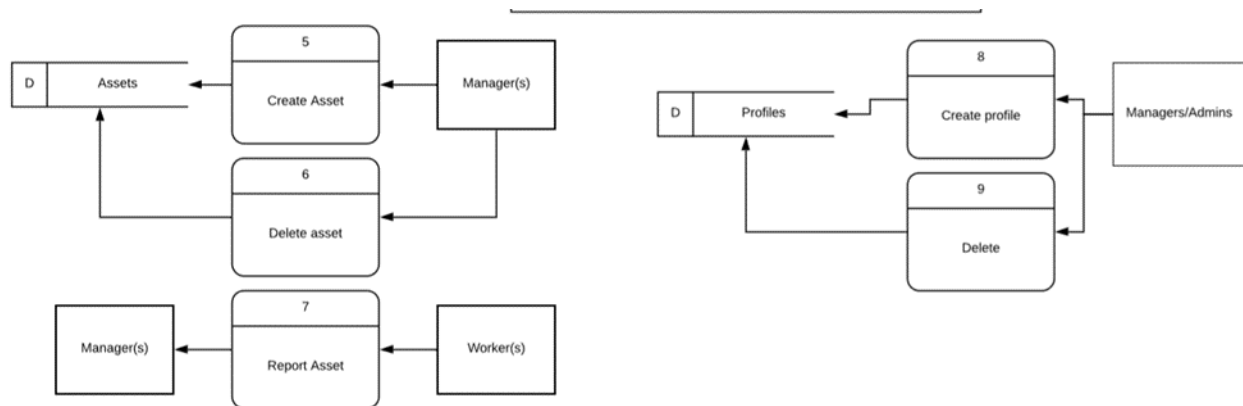 5
D Assets
Create Asset
Manager(s)
6
Delete asset
7
Manager(s)
Report Asset
Worker(s)
8
D Profiles
Create profile
Managers/Admins
9
Delete